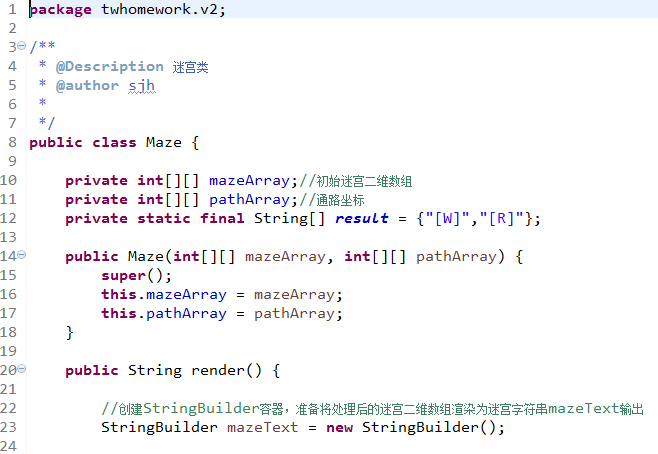 1 package twhomework.v2;
2
3 /**
4  * @Description 迷宫类
5  * @author sjh
6  *
7  */
8 public class Maze {
9
10     private int[][] mazeArray;//初始迷宫二维数组
11     private int[][] pathArray;//通路坐标
12     private static final String[] result = {"[W]","[R]"};
13
14     public Maze(int[][] mazeArray, int[][] pathArray) {
15         super();
16         this.mazeArray = mazeArray;
17         this.pathArray = pathArray;
18     }
19
20     public String render() {
21
22         //创建StringBuilder容器，准备将处理后的迷宫二维数组渲染为迷宫字符串mazeText输出
23         StringBuilder mazeText = new StringBuilder();
24